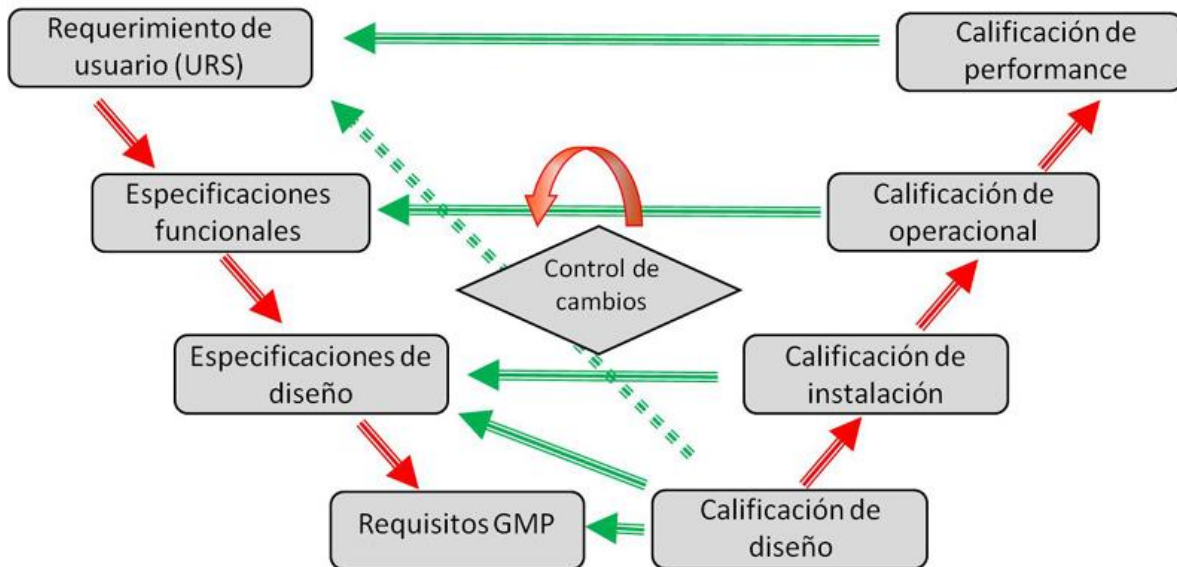 Requerimiento de
usuario (URS)
Calificación de
performance
Especificaciones
funcionales
Calificación de
operacional
Control de
cambios
Especificaciones de
diseño
Calificación de
instalación
Requisitos GMP
Calificación de
diseño